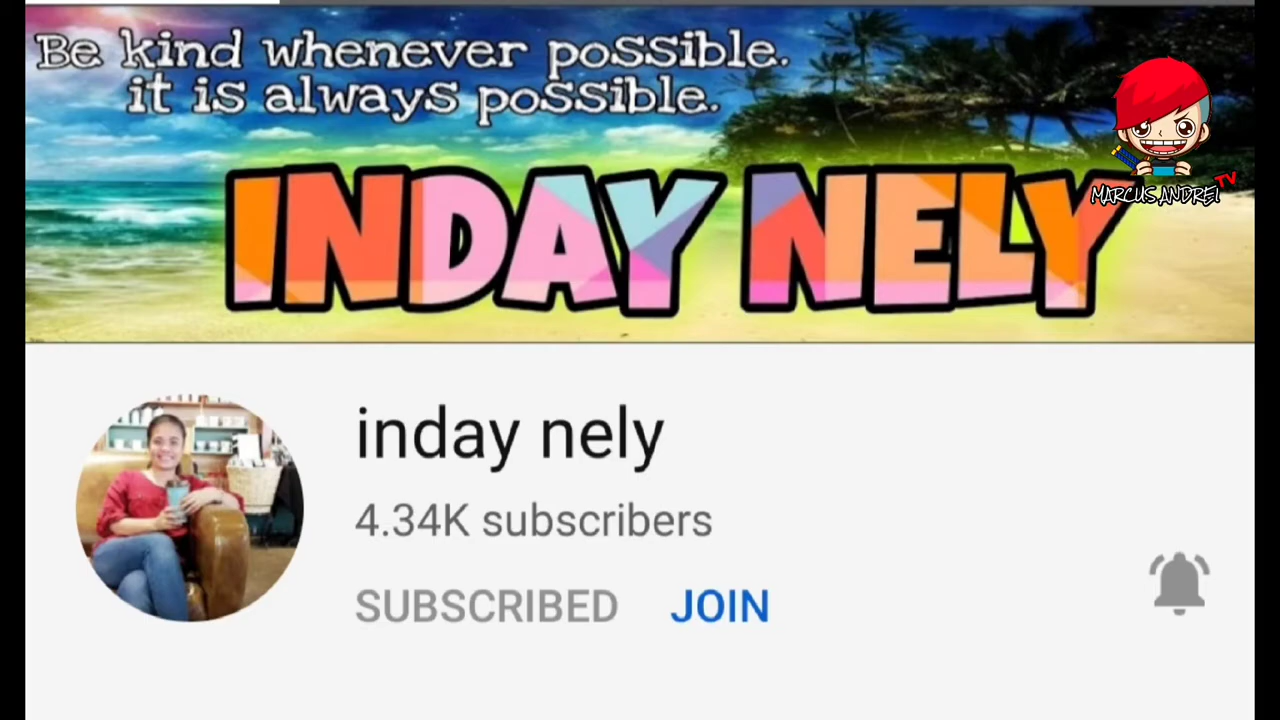 Be kind whenever possible.
it is always possible.
INDAY NELY
MARCUS ANDREI TV
inday nely
4.34K subscribers
SUBSCRIBED JOIN